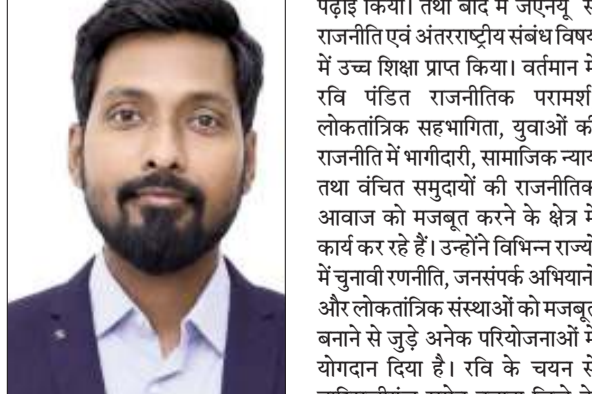 पढ़ाई किया। तथा बाद में जेएनयू से
राजनीति एवं अंतरराष्ट्रीय संबंध विषय
में उच्च शिक्षा प्राप्त किया। वर्तमान में
रवि पंडित राजनीतिक परामर्श
लोकतांत्रिक सहभागिता, युवाओं की
राजनीति में भागीदारी, सामाजिक न्याय
तथा वंचित समुदायों की राजनीतिक
आवाज को मजबूत करने के क्षेत्र में
कार्य कर रहे हैं। उन्होंने विभिन्न राज्यों
में चुनावी रणनीति, जनसंपर्क अभियानों
और लोकतांत्रिक संस्थाओं को मजबूत
बनाने से जुड़े अनेक परियोजनाओं में
योगदान दिया है। रवि के चयन से